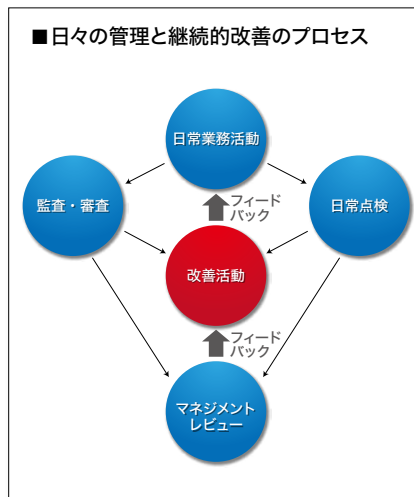 ■日々の管理と継続的改善のプロセス
日常業務活動
監査・審査
フィード
バック
日常点検
改善活動
フィード
バック
マネジメント
レビュー